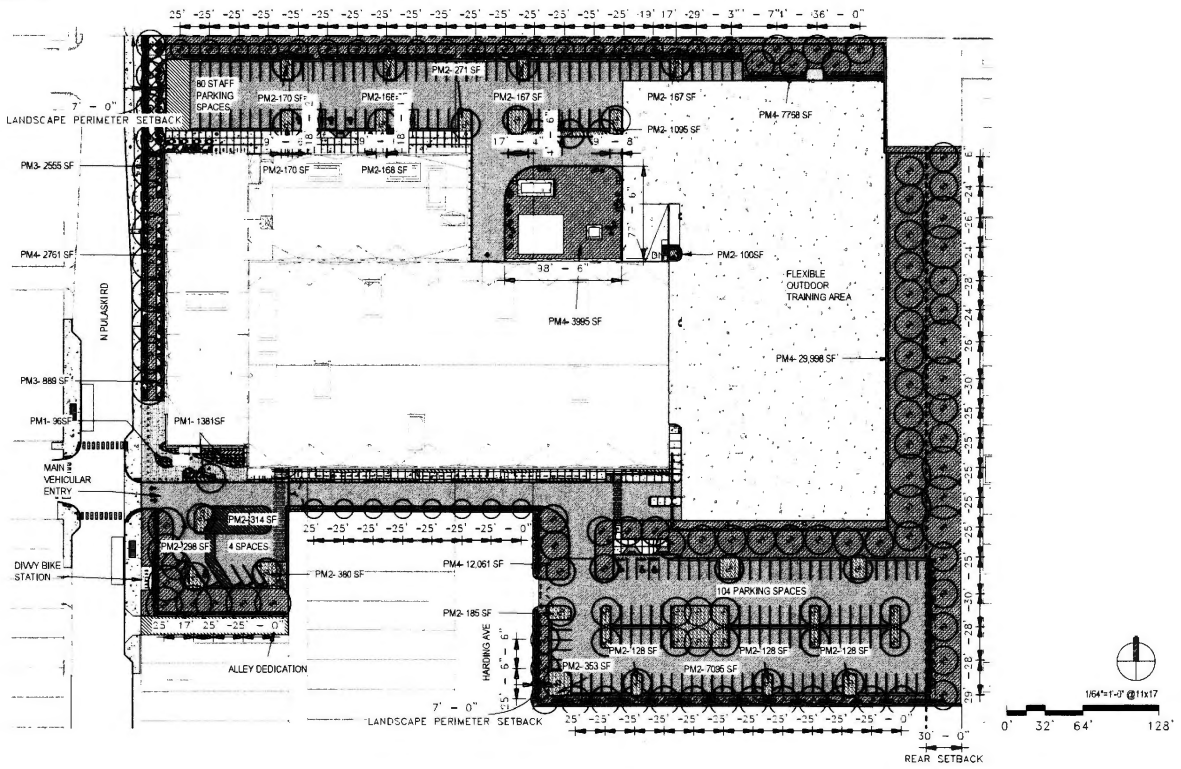 25' -25' -25' -25' -25' -25' -25' -25' -25' -25' -25' -19' 17' -29 - 3" -7' -36 - 0'
80 STAFF
PARKING
SPACES
PM2- 271 SF
PM2-170 SF
PM2-167 SF
PM2- 167 SF
PM4- 7758 SF
7' - 0"
LANDSCAPE PERIMETER SETBACK
PM2- 1095 SF
PM3- 2555 SF
PM2-170 SF
PM2-168 SF
PM4- 2761 SF
PM2- 100SF
98' - 6"
FLEXIBLE
OUTDOOR
TRAINING AREA
N PULASKI RD
PM4- 3995 SF
PM4- 29,998 SF
PM3- 889 SF
PM1- 96SF
PM1- 1381SF
MAIN
VEHICULAR
ENTRY
PM2- 314 SF
PM2- 298 SF
4 SPACES
25' -25' -25' -25' -25' -25' -25' -25' - 0'
DIVVY BIKE
STATION
PM2- 380 SF
PM4- 12,061 SF
104 PARKING SPACES
PM2- 185 SF
25' 17' 25' -25' - 0'
PM2- 128 SF
PM2- 128 SF
PM2- 128 SF
ALLEY DEDICATION
HARDING AVE
PM2- 353 SF
PM2- 7095 SF
1/64"=1'-0" @11x17
7' - 0"
LANDSCAPE PERIMETER SETBACK
25' -25' -25' -25' -25' -25' -25' -25' -25' -25' -25' -25' - 0'
0' 32' 64' 128'
30' - 0"
REAR SETBACK